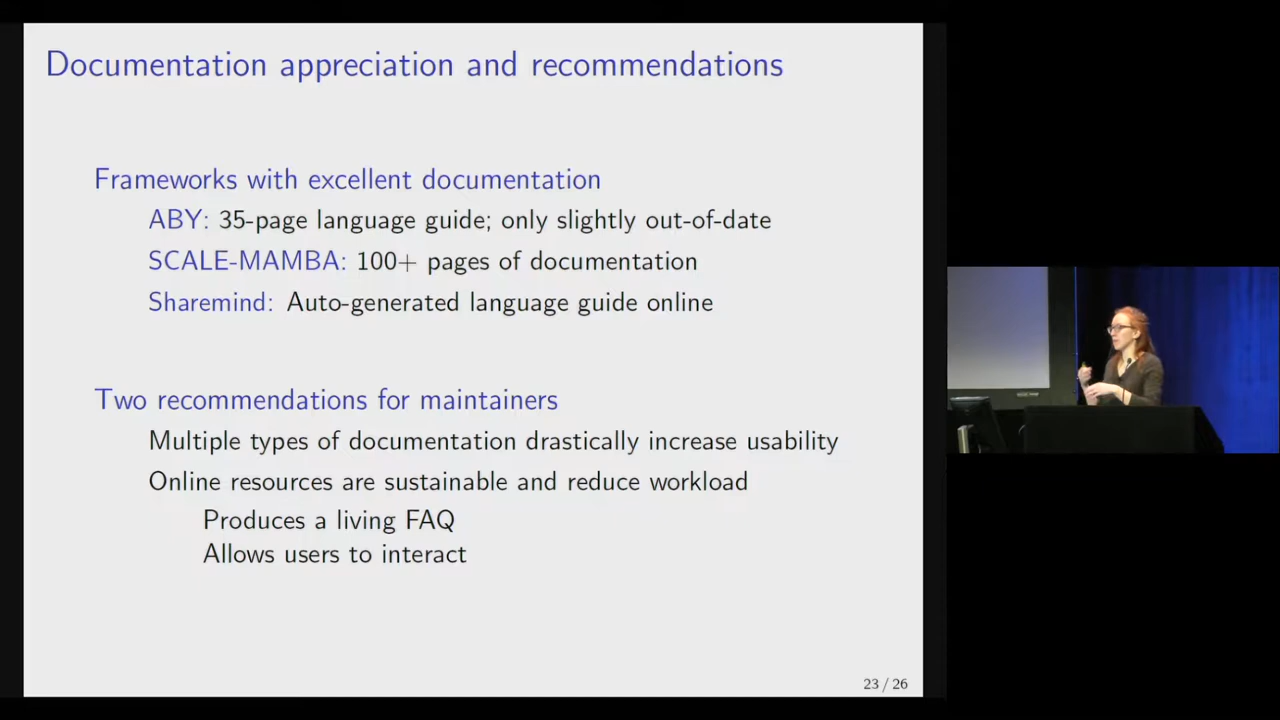 Documentation appreciation and recommendations
Frameworks with excellent documentation
ABY: 35-page language guide; only slightly out-of-date
SCALE-MAMBA: 100+ pages of documentation
Sharemind: Auto-generated language guide online
Two recommendations for maintainers
Multiple types of documentation drastically increase usability
Online resources are sustainable and reduce workload
Produces a living FAQ
Allows users to interact
23 / 26